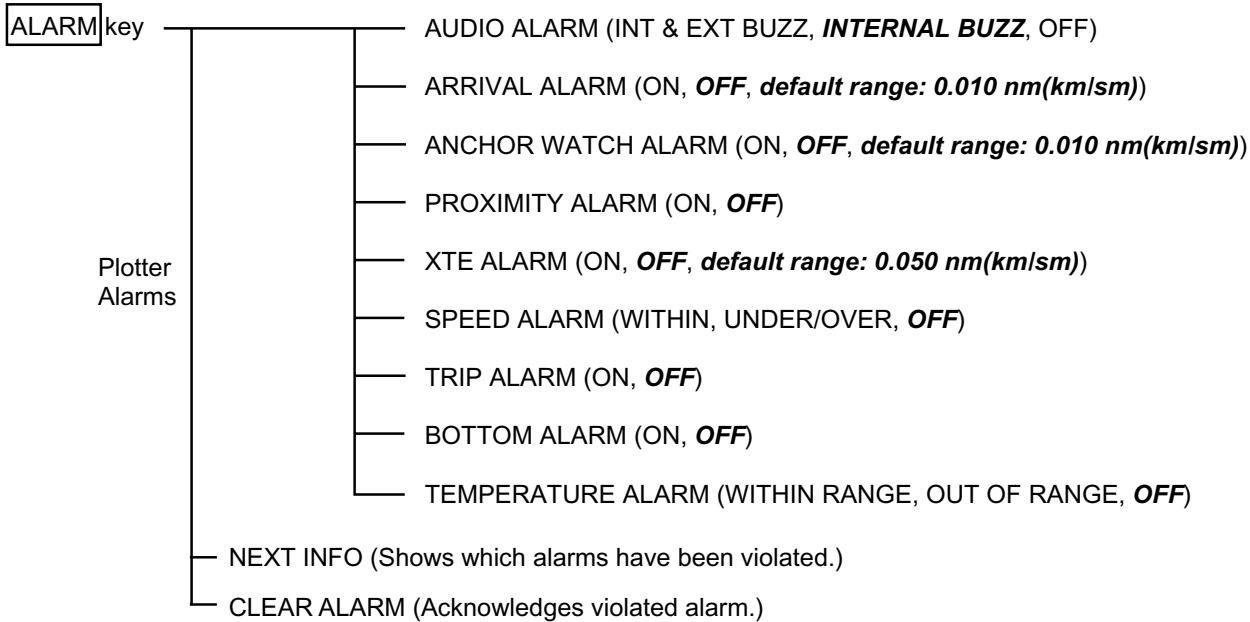 ALARM key
AUDIO ALARM (INT & EXT BUZZ, INTERNAL BUZZ, OFF)
ARRIVAL ALARM (ON, OFF, default range: 0.010 nm(km/sm))
ANCHOR WATCH ALARM (ON, OFF, default range: 0.010 nm(km/sm))
PROXIMITY ALARM (ON, OFF)
XTE ALARM (ON, OFF, default range: 0.050 nm(km/sm))
Plotter
Alarms
SPEED ALARM (WITHIN, UNDER/OVER, OFF)
TRIP ALARM (ON, OFF)
BOTTOM ALARM (ON, OFF)
TEMPERATURE ALARM (WITHIN RANGE, OUT OF RANGE, OFF)
NEXT INFO (Shows which alarms have been violated.)
CLEAR ALARM (Acknowledges violated alarm.)